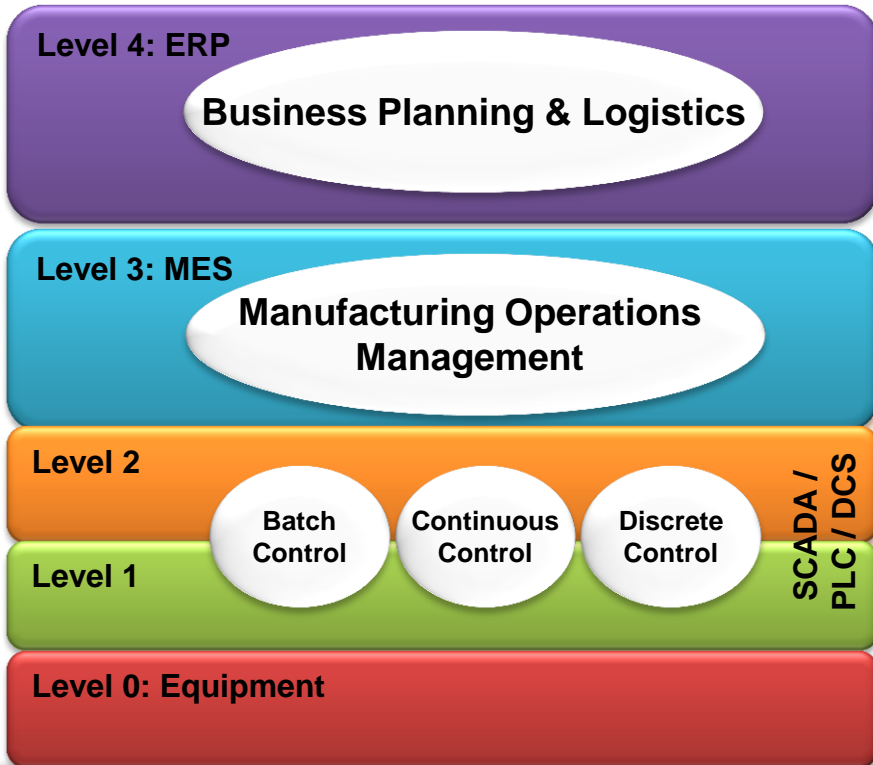 Level 4: ERP
Business Planning & Logistics
Level 3: MES
Manufacturing Operations
Management
Level 2
Batch
Control
Continuous
Control
Discrete
Control
SCADA /
PLC / DCS
Level 1
Level 0: Equipment